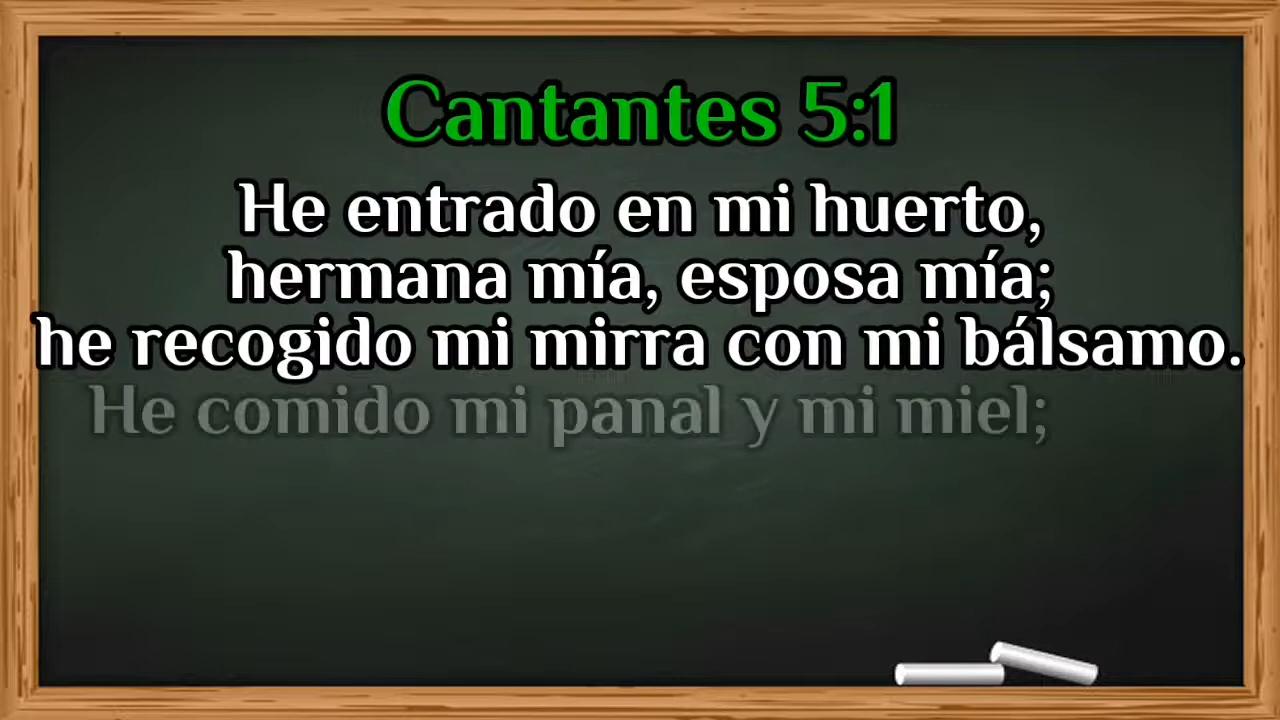 Cantantes 5:1
He entrado en mi huerto,
hermana mía, esposa mía;
he recogido mi mirra con mi bálsamo.
He comido mi panal y mi miel;